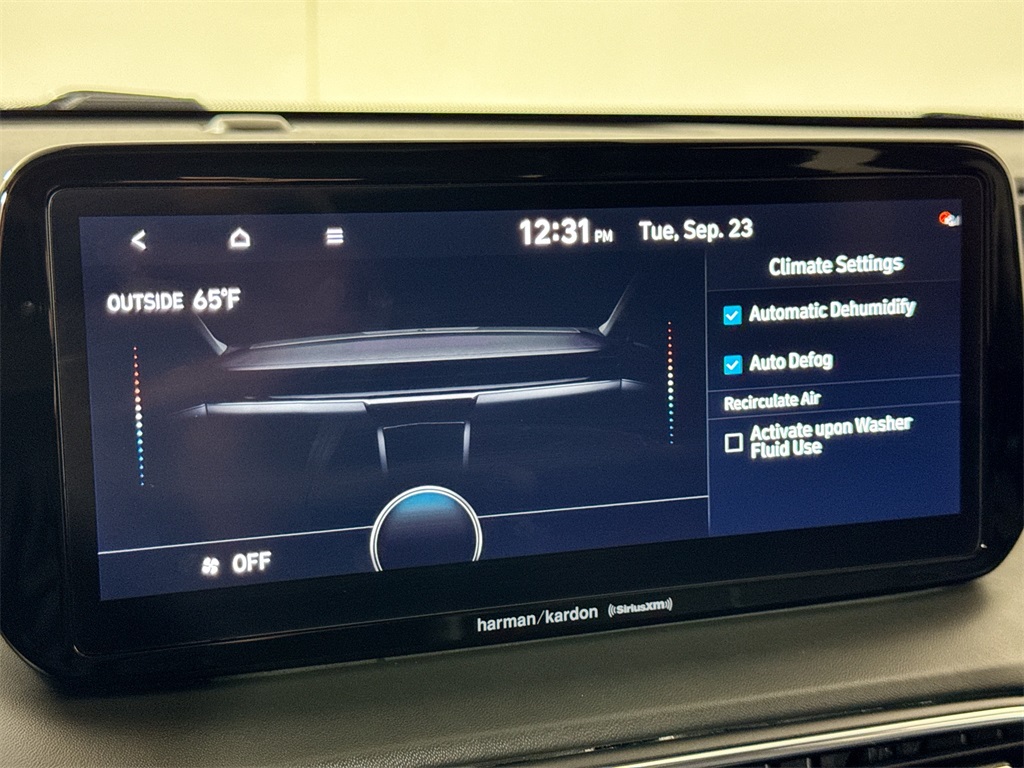 12:31 PM Tue, Sep. 23
OUTSIDE 65°F
Climate Settings
Automatic Dehumidify
Auto Defog
Recirculate Air
Activate upon Washer
Fluid Use
OFF
harman/kardon SiriusXM